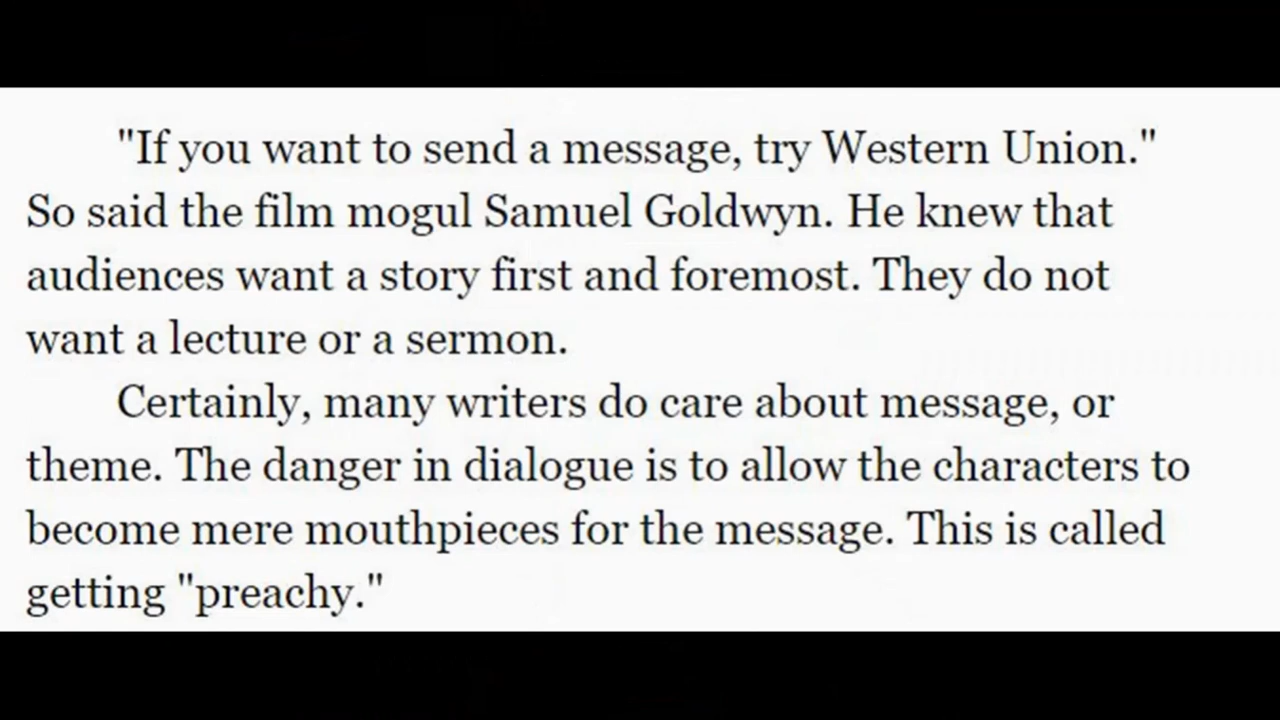 "If you want to send a message, try Western Union."
So said the film mogul Samuel Goldwyn. He knew that
audiences want a story first and foremost. They do not
want a lecture or a sermon.
Certainly, many writers do care about message, or
theme. The danger in dialogue is to allow the characters to
become mere mouthpieces for the message. This is called
getting "preachy."